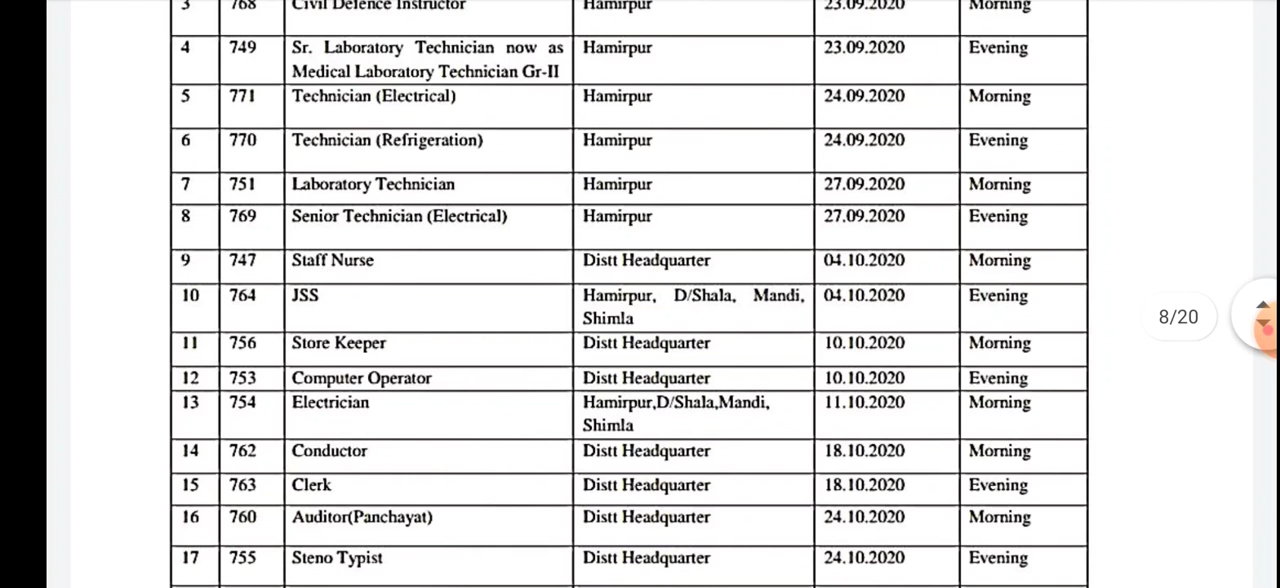 3 768 Civil Defence Instructor Hamirpur 23.09.2020 Morning
4 749 Sr. Laboratory Technician now as Hamirpur 23.09.2020 Evening
Medical Laboratory Technician Gr-II
5 771 Technician (Electrical) Hamirpur 24.09.2020 Morning
6 770 Technician (Refrigeration) Hamirpur 24.09.2020 Evening
7 751 Laboratory Technician Hamirpur 27.09.2020 Morning
8 769 Senior Technician (Electrical) Hamirpur 27.09.2020 Evening
9 747 Staff Nurse Distt Headquarter 04.10.2020 Morning
10 764 JSS Hamirpur, D/Shala, Mandi, 04.10.2020 Evening
Shimla
8/20
11 756 Store Keeper Distt Headquarter 10.10.2020 Morning
12 753 Computer Operator Distt Headquarter 10.10.2020 Evening
13 754 Electrician Hamirpur,D/Shala,Mandi, 11.10.2020 Morning
Shimla
14 762 Conductor Distt Headquarter 18.10.2020 Morning
15 763 Clerk Distt Headquarter 18.10.2020 Evening
16 760 Auditor(Panchayat) Distt Headquarter 24.10.2020 Morning
17 755 Steno Typist Distt Headquarter 24.10.2020 Evening